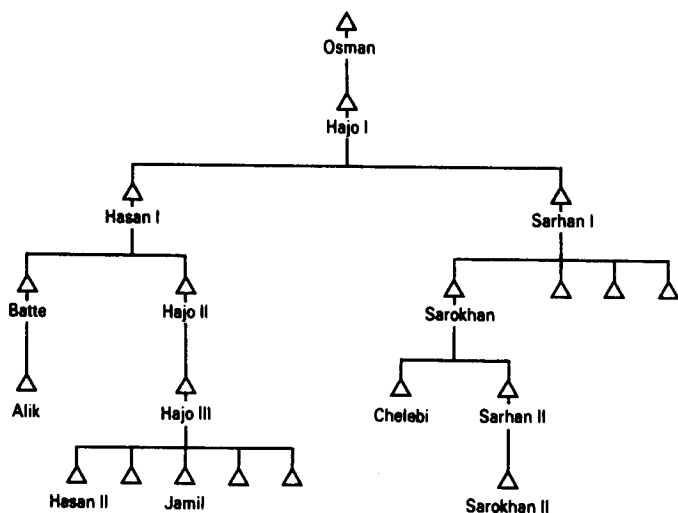 Osman
Hajo I
Hasan I
Sarhan I
Batte
Hajo II
Sarokhan
Alik
Hajo III
Chelebi
Sarhan II
Hasan II
Jamil
Sarokhan II